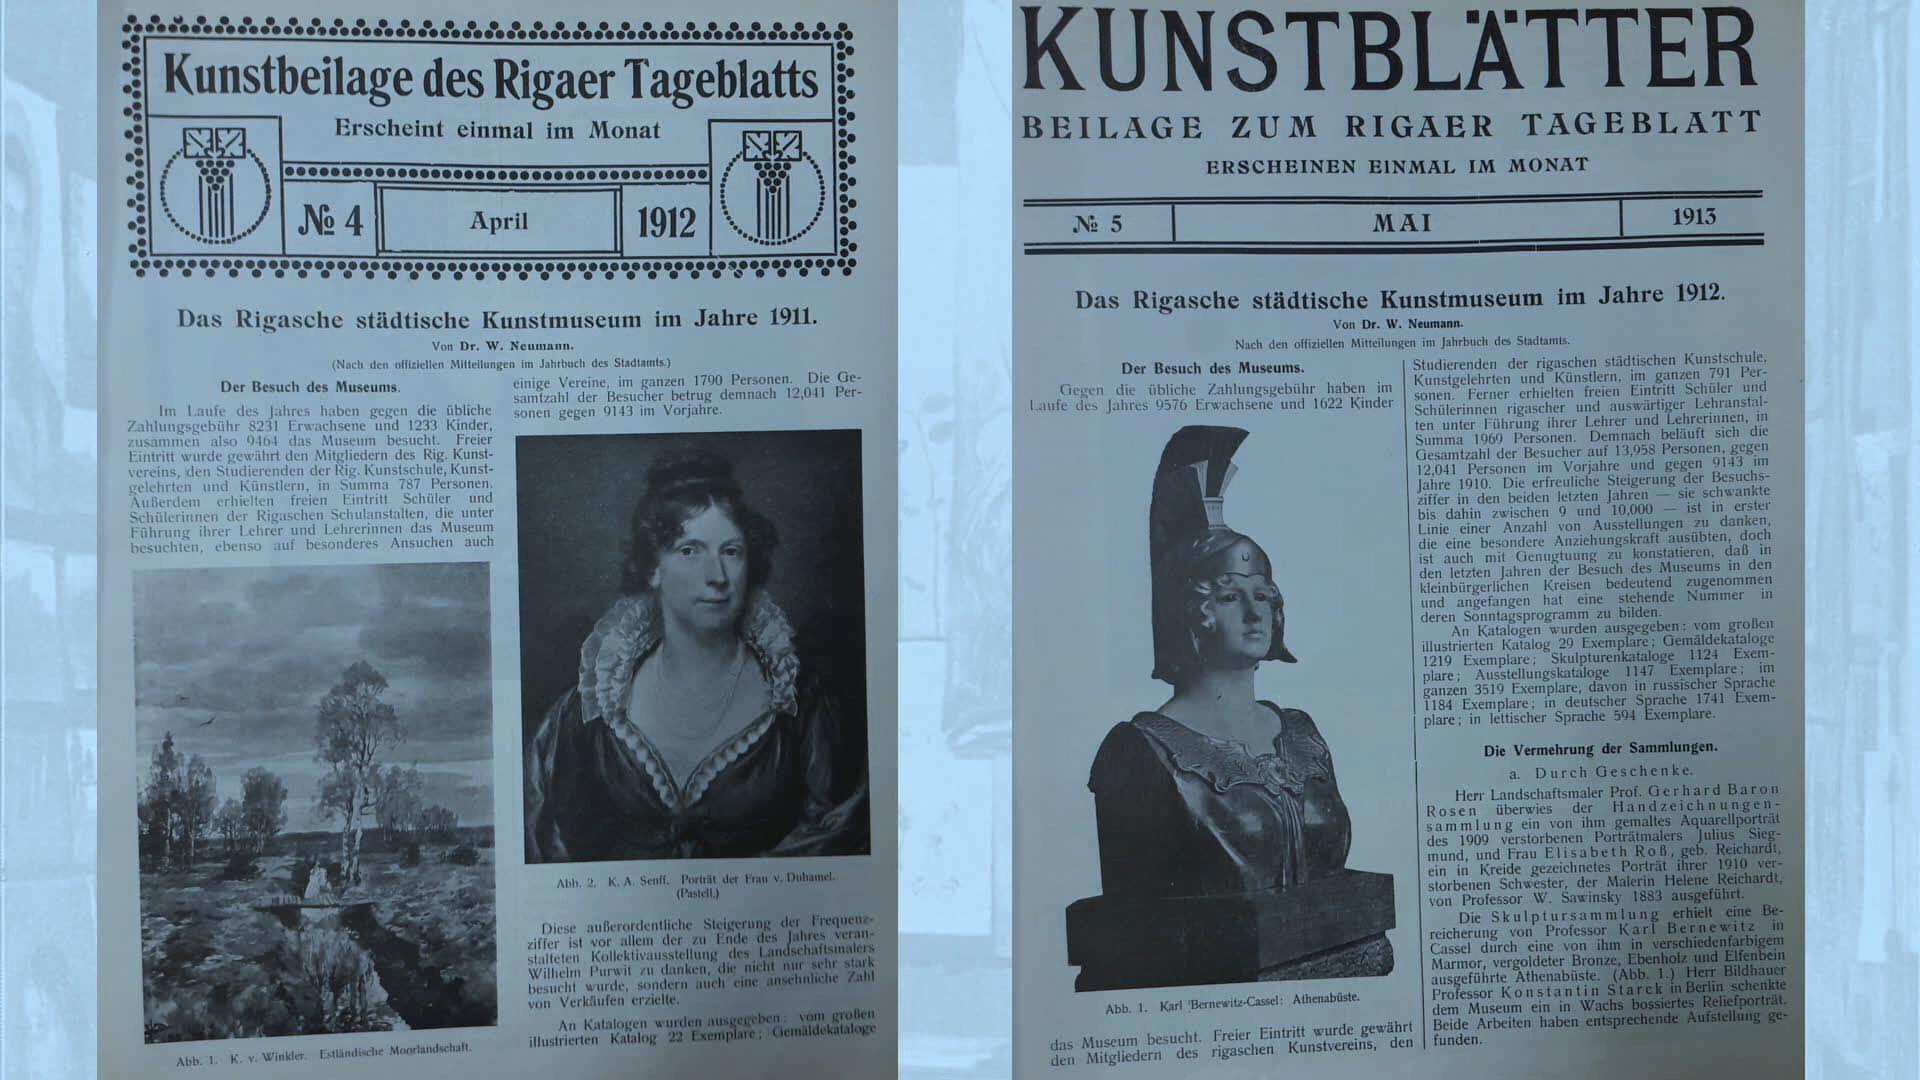 Kunstbeilage des Rigaer Tageblatts
Erscheint einmal im Monat
№ 4
April
1912
Das Rigasche städtische Kunstmuseum im Jahre 1911.
Von Dr. W. Neumann.
(Nach den offiziellen Mitteilungen im Jahrbuch des Stadtamts.)
Der Besuch des Museums.
Im Laufe des Jahres haben gegen die übliche
Zahlungsgebühr 8231 Erwachsene und 1233 Kinder,
zusammen also 9464 das Museum besucht. Freier
Eintritt wurde gewährt den Mitgliedern des Rig. Kunst-
vereins, den Studierenden der Rig. Kunstschule, Kunst-
gelehrten und Künstlern, in Summa 787 Personen.
Außerdem erhielten freien Eintritt Schüler und
Schülerinnen der Rigaschen Schulanstalten, die unter
Führung ihrer Lehrer und Lehrerinnen das Museum
besuchten, ebenso auf besonderes Ansuchen auch
Abb. 1. K. v. Winkler. Estländische Moorlandschaft.
einige Vereine, im ganzen 1790 Personen. Die Ge-
samtzahl der Besucher betrug demnach 12,041 Per-
sonen gegen 9143 im Vorjahre.
Abb. 2. K. A. Senff. Porträt der Frau v. Duhamel.
(Pastell.)
Diese außerordentliche Steigerung der Frequenz-
ziffer ist vor allem der zu Ende des Jahres veran-
stalteten Kollektivausstellung des Landschaftsmalers
Wilhelm Purwit zu danken, die nicht nur sehr stark
besucht wurde, sondern auch eine ansehnliche Zahl
von Verkäufen erzielte.
An Katalogen wurden ausgegeben: vom großen
illustrierten Katalog 22 Exemplare; Gemäldekataloge
KUNSTBLÄTTER
BEILAGE ZUM RIGAER TAGEBLATT
ERSCHEINEN EINMAL IM MONAT
№ 5
MAI
1913
Das Rigasche städtische Kunstmuseum im Jahre 1912.
Von Dr. W. Neumann.
Nach den offiziellen Mitteilungen im Jahrbuch des Stadtamts.
Der Besuch des Museums.
Gegen die übliche Zahlungsgebühr haben im
Laufe des Jahres 9576 Erwachsene und 1622 Kinder
Abb. 1. Karl Bernewitz-Cassel: Athenabüste.
das Museum besucht. Freier Eintritt wurde gewährt
den Mitgliedern des rigaschen Kunstvereins, den
Studierenden der rigaschen städtischen Kunstschule,
Kunstgelehrten und Künstlern, im ganzen 791 Per-
sonen. Ferner erhielten freien Eintritt Schüler und
Schülerinnen rigascher und auswärtiger Lehranstal-
ten unter Führung ihrer Lehrer und Lehrerinnen, in
Summa 1969 Personen. Demnach beläuft sich die
Gesamtzahl der Besucher auf 13,958 Personen, gegen
12,041 Personen im Vorjahre und gegen 9143 im
Jahre 1910. Die erfreuliche Steigerung der Besuchs-
ziffer in den beiden letzten Jahren — sie schwankte
bis dahin zwischen 9 und 10,000 — ist in erster
Linie einer Anzahl von Ausstellungen zu danken,
die eine besondere Anziehungskraft ausübten, doch
ist auch mit Genugtuung zu konstatieren, daß in
den letzten Jahren der Besuch des Museums in den
kleinbürgerlichen Kreisen bedeutend zugenommen
und angefangen hat eine stehende Nummer in
deren Sonntagsprogramm zu bilden.
An Katalogen wurden ausgegeben: vom großen
illustrierten Katalog 29 Exemplare; Gemäldekataloge
1219 Exemplare; Skulpturenkataloge 1124 Exem-
plare; Ausstellungskataloge 1147 Exemplare; im
ganzen 3519 Exemplare, davon in russischer Sprache
1184 Exemplare; in deutscher Sprache 1741 Exem-
plare; in lettischer Sprache 594 Exemplare.
Die Vermehrung der Sammlungen.
a. Durch Geschenke.
Herr Landschaftsmaler Prof. Gerhard Baron
Rosen überwies der Handzeichnungen-
sammlung ein von ihm gemaltes Aquarellporträt
des 1909 verstorbenen Porträtmalers Julius Sieg-
mund, und Frau Elisabeth Roß, geb. Reichardt,
ein in Kreide gezeichnetes Porträt ihrer 1910 ver-
storbenen Schwester, der Malerin Helene Reichardt,
von Professor W. Sawinsky 1883 ausgeführt.
Die Skulptursammlung erhielt eine Be-
reicherung von Professor Karl Bernewitz in
Cassel durch eine von ihm in verschiedenfarbigem
Marmor, vergoldeter Bronze, Ebenholz und Elfenbein
ausgeführte Athenabüste. (Abb. 1.) Herr Bildhauer
Professor Konstantin Starck in Berlin schenkte
dem Museum ein in Wachs bossiertes Reliefporträt.
Beide Arbeiten haben entsprechende Aufstellung ge-
funden.